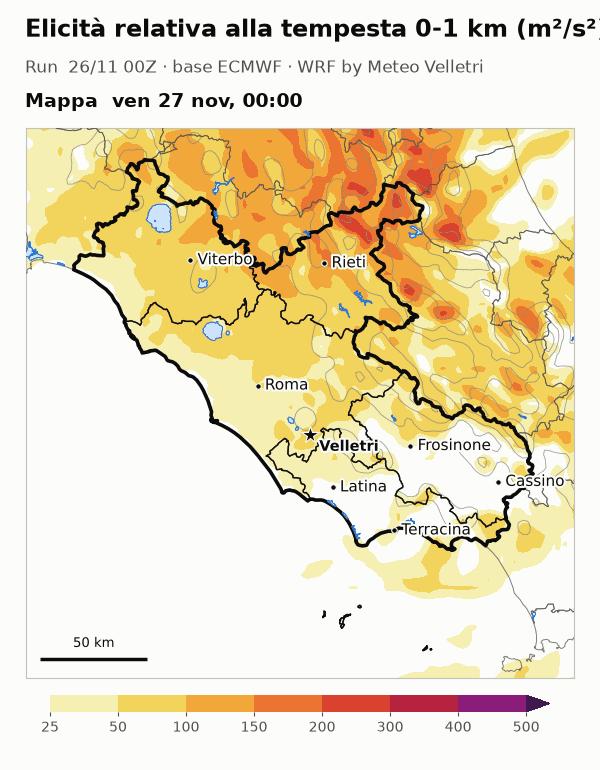 Elicità relativa alla tempesta 0-1 km (m²/s²)
Run 26/11 00Z · base ECMWF · WRF by Meteo Velletri
Mappa ven 27 nov, 00:00
Viterbo
Rieti
Roma
Velletri
Frosinone
Cassino
Latina
Terracina
50 km
25 50 100 150 200 300 400 500